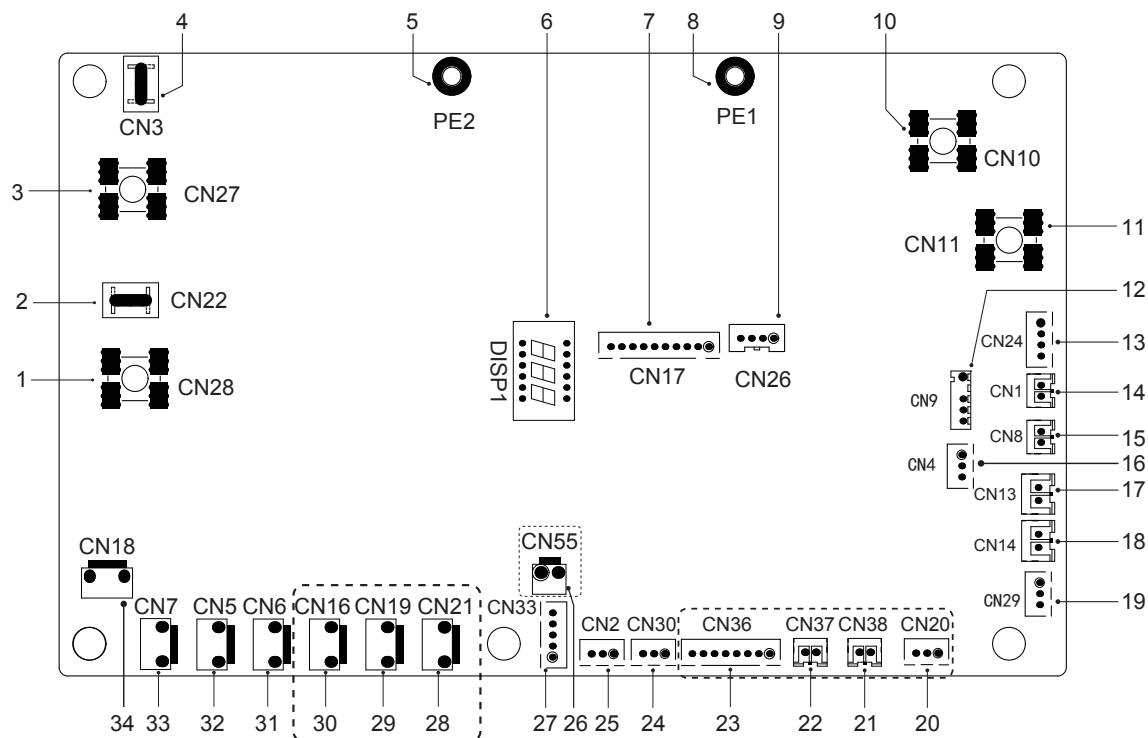 4 5 6 7 8 9 10
CN3 PE2 PE1
CN10
3 CN27
CN11 11
2 CN22
12
DISP1
CN24 13
CN17 CN26
1 CN28
CN9 CN1 14
CN8 15
CN4 16
CN13 17
CN18 CN55 CN14 18
CN7 CN5 CN6 CN16 CN19 CN21 CN33 CN2 CN30 CN36 CN37 CN38 CN20 CN29 19
34 33 32 31 30 29 28 27 26 25 24 23 22 21 20